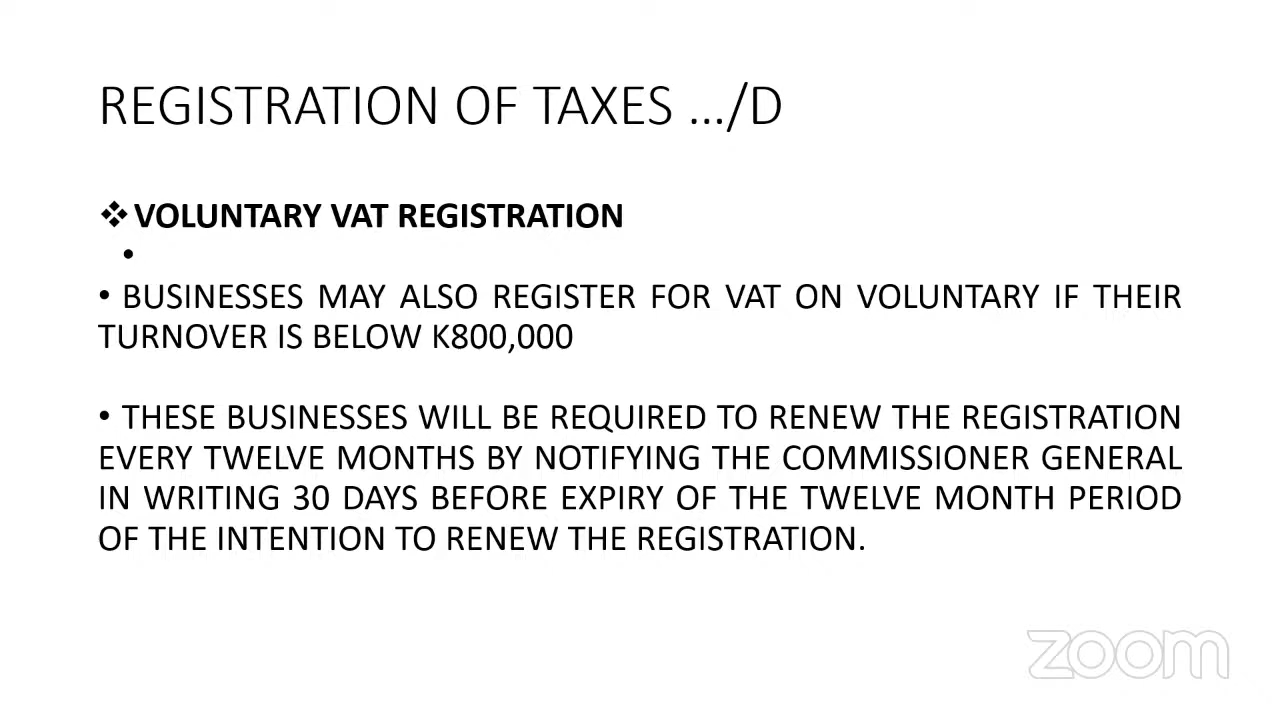 REGISTRATION OF TAXES .../D
❖ VOLUNTARY VAT REGISTRATION
•
• BUSINESSES MAY ALSO REGISTER FOR VAT ON VOLUNTARY IF THEIR
TURNOVER IS BELOW K800,000
• THESE BUSINESSES WILL BE REQUIRED TO RENEW THE REGISTRATION
EVERY TWELVE MONTHS BY NOTIFYING THE COMMISSIONER GENERAL
IN WRITING 30 DAYS BEFORE EXPIRY OF THE TWELVE MONTH PERIOD
OF THE INTENTION TO RENEW THE REGISTRATION.
zoom